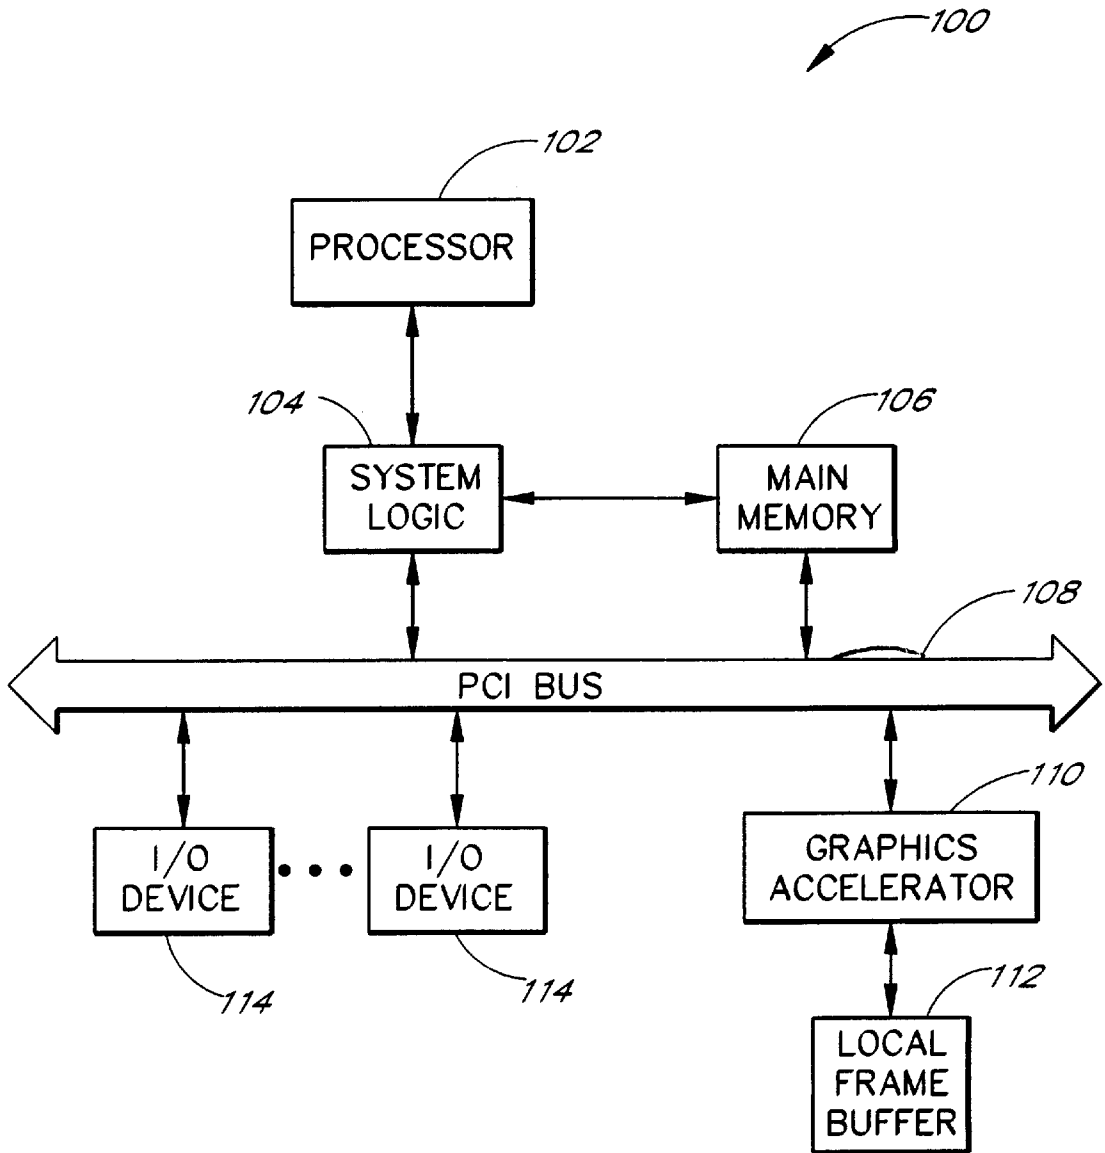 100
102
PROCESSOR
104
106
SYSTEM
LOGIC
MAIN
MEMORY
108
PCI BUS
110
I/O
DEVICE
I/O
DEVICE
GRAPHICS
ACCELERATOR
114
114
112
LOCAL
FRAME
BUFFER